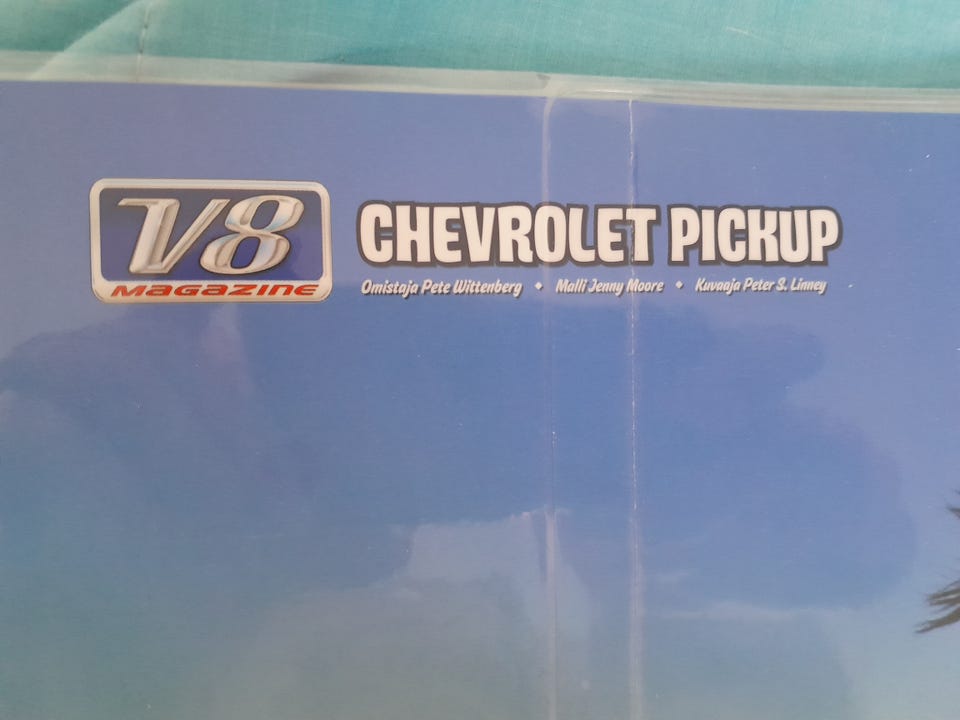 V8
MAGAZINE
CHEVROLET PICKUP
Omistaja Pete Wittenberg • Malli Jenny Moore • Kuvaaja Peter S. Linney